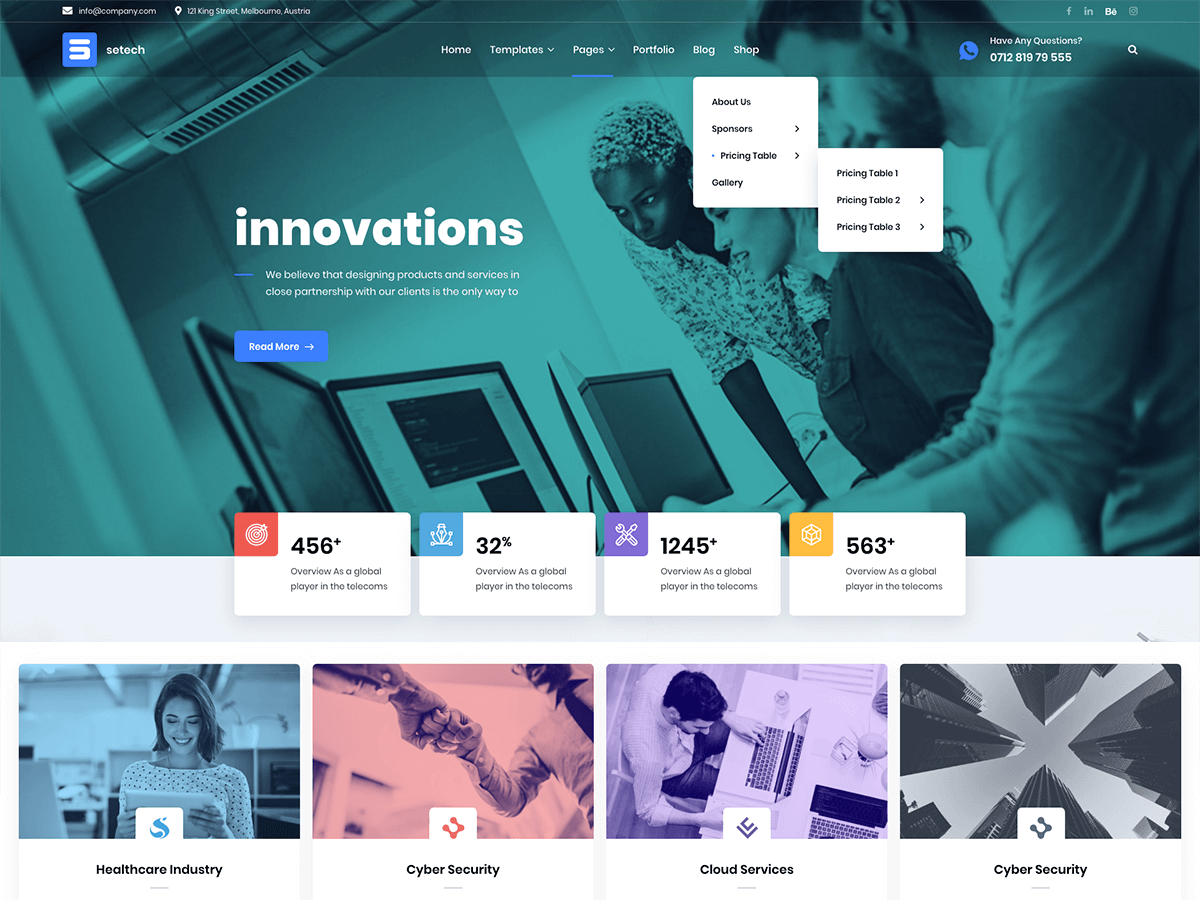 info@company.com
121 King Street, Melbourne, Austria
Bē
setech
Home
Templates
Pages
Portfolio
Blog
Shop
Have Any Questions?
0712 819 79 555
About Us
Sponsors
Pricing Table
Gallery
Pricing Table 1
Pricing Table 2
Pricing Table 3
innovations
We believe that designing products and services in
close partnership with our clients is the only way to
Read More
456+
Overview As a global
player in the telecoms
32%
Overview As a global
player in the telecoms
1245+
Overview As a global
player in the telecoms
563+
Overview As a global
player in the telecoms
Healthcare Industry
Cyber Security
Cloud Services
Cyber Security